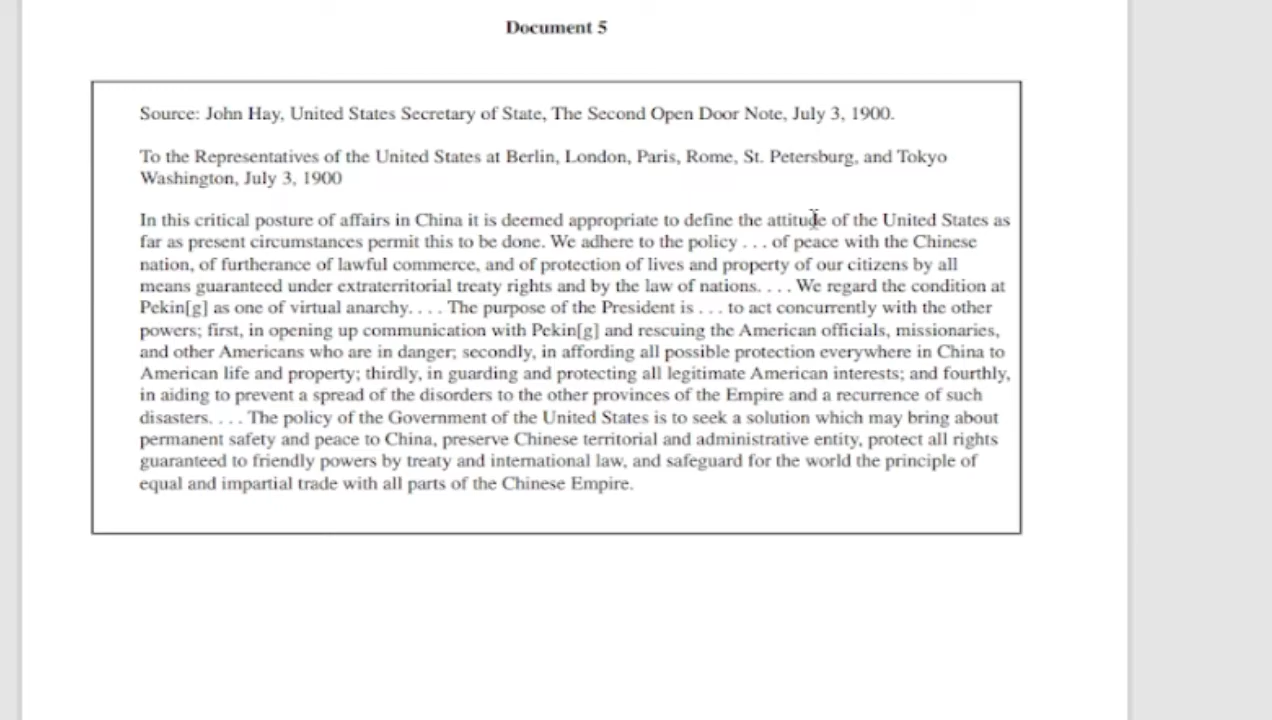 Document 5
Source: John Hay, United States Secretary of State, The Second Open Door Note, July 3, 1900.
To the Representatives of the United States at Berlin, London, Paris, Rome, St. Petersburg, and Tokyo
Washington, July 3, 1900
In this critical posture of affairs in China it is deemed appropriate to define the attitude of the United States as
far as present circumstances permit this to be done. We adhere to the policy . . . of peace with the Chinese
nation, of furtherance of lawful commerce, and of protection of lives and property of our citizens by all
means guaranteed under extraterritorial treaty rights and by the law of nations. . . . We regard the condition at
Pekin[g] as one of virtual anarchy. . . . The purpose of the President is . . . to act concurrently with the other
powers; first, in opening up communication with Pekin[g] and rescuing the American officials, missionaries,
and other Americans who are in danger; secondly, in affording all possible protection everywhere in China to
American life and property; thirdly, in guarding and protecting all legitimate American interests; and fourthly,
in aiding to prevent a spread of the disorders to the other provinces of the Empire and a recurrence of such
disasters. . . . The policy of the Government of the United States is to seek a solution which may bring about
permanent safety and peace to China, preserve Chinese territorial and administrative entity, protect all rights
guaranteed to friendly powers by treaty and international law, and safeguard for the world the principle of
equal and impartial trade with all parts of the Chinese Empire.